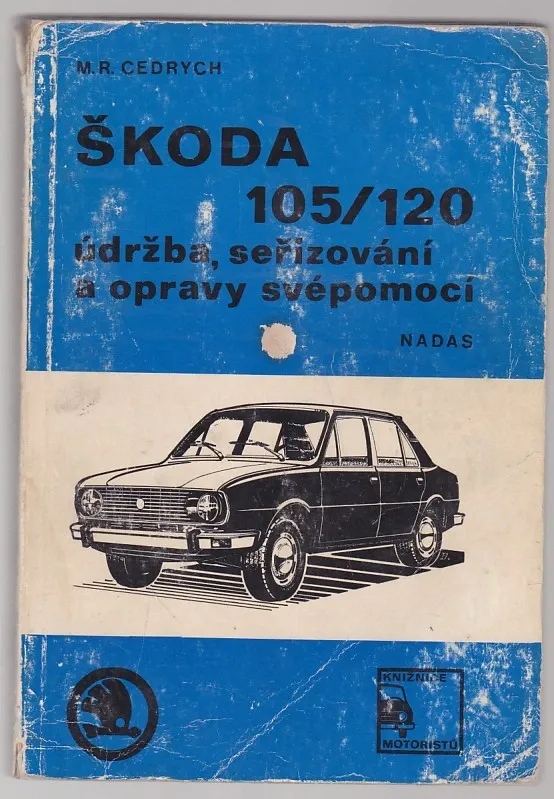 M.R. CEDRYCH
ŠKODA
105/120
údržba, seřizování
a opravy svépomocí
NADAS
KNIŽNICE
MOTORISTŮ